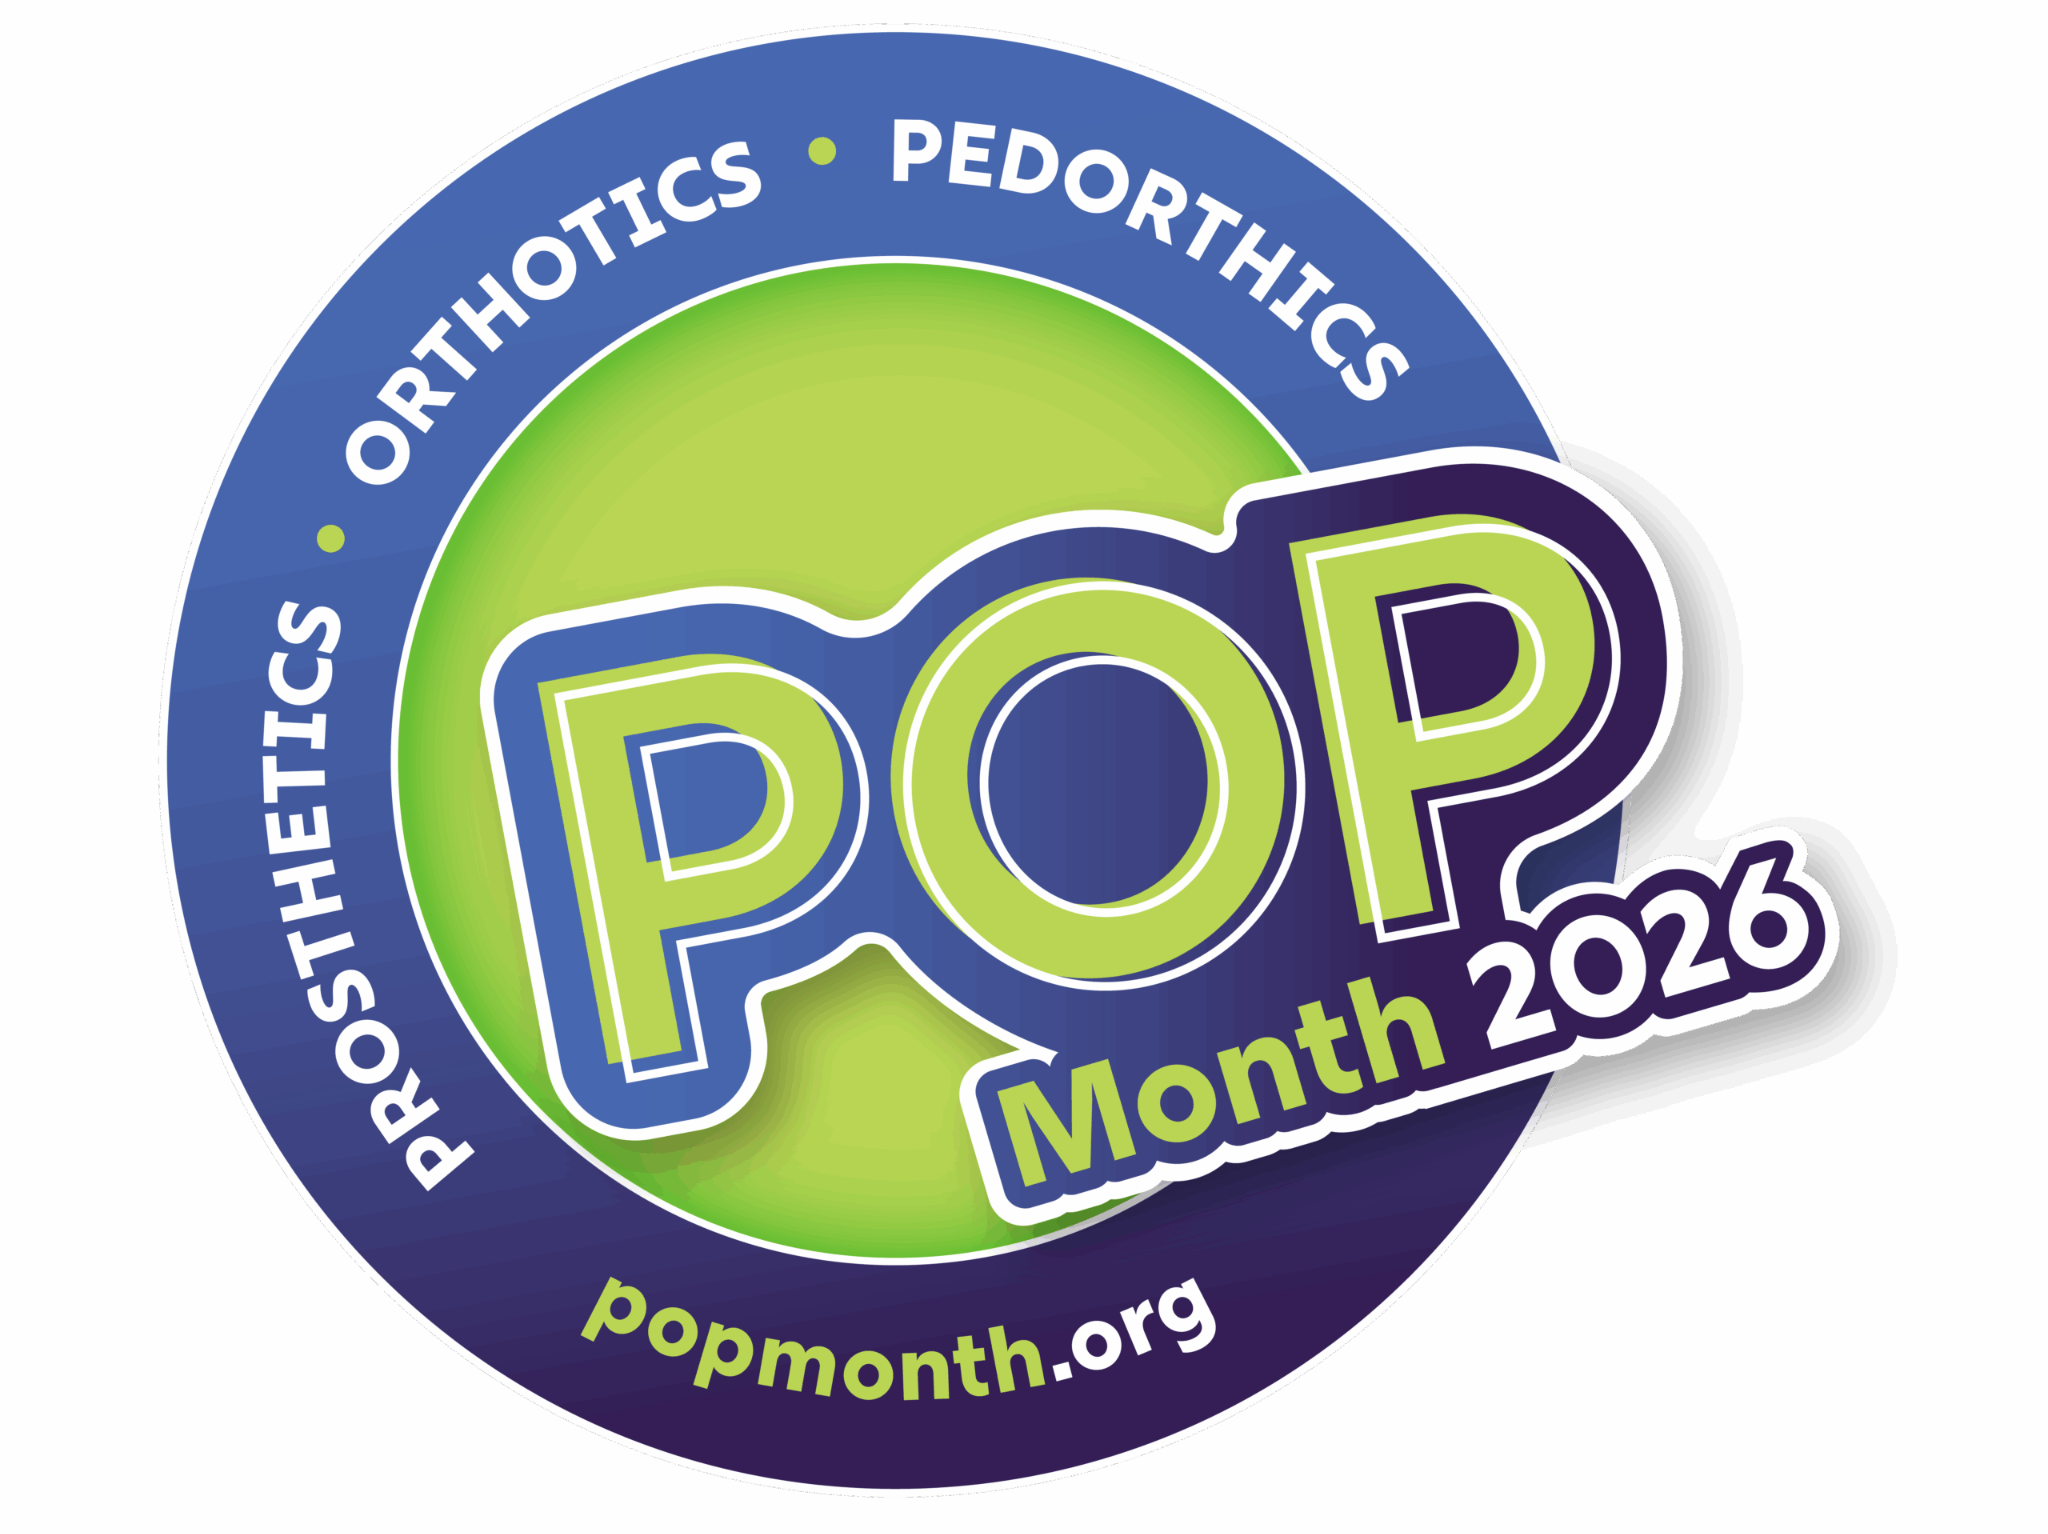 PROSTHETICS • ORTHOTICS • PEDORTHICS
POP
Month 2026
popmonth.org